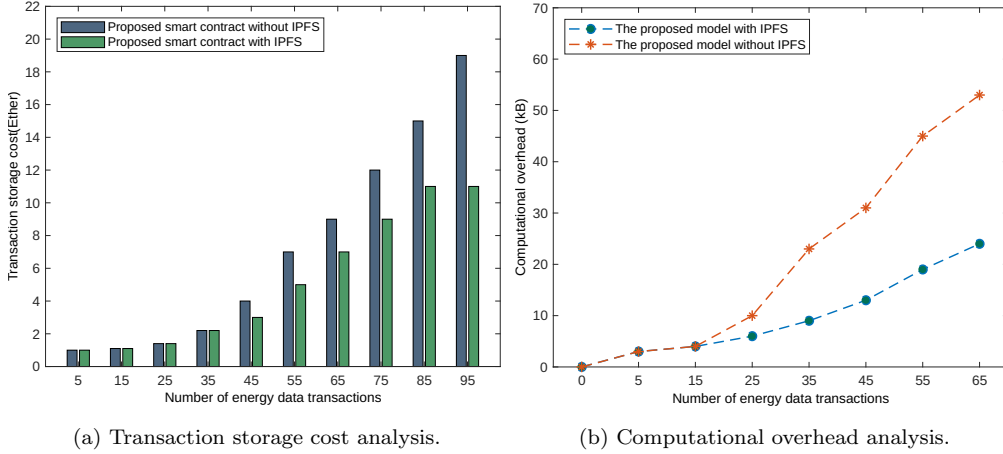 22
20
18
16
14
12
10
8
6
4
2
0
Transaction storage cost(Ether)
Proposed smart contract without IPFS
Proposed smart contract with IPFS
5 15 25 35 45 55 65 75 85 95
Number of energy data transactions
(a) Transaction storage cost analysis.
70
60
50
40
30
20
10
0
Computational overhead (kB)
The proposed model with IPFS
The proposed model without IPFS
0 5 15 25 35 45 55 65
Number of energy data transactions
(b) Computational overhead analysis.